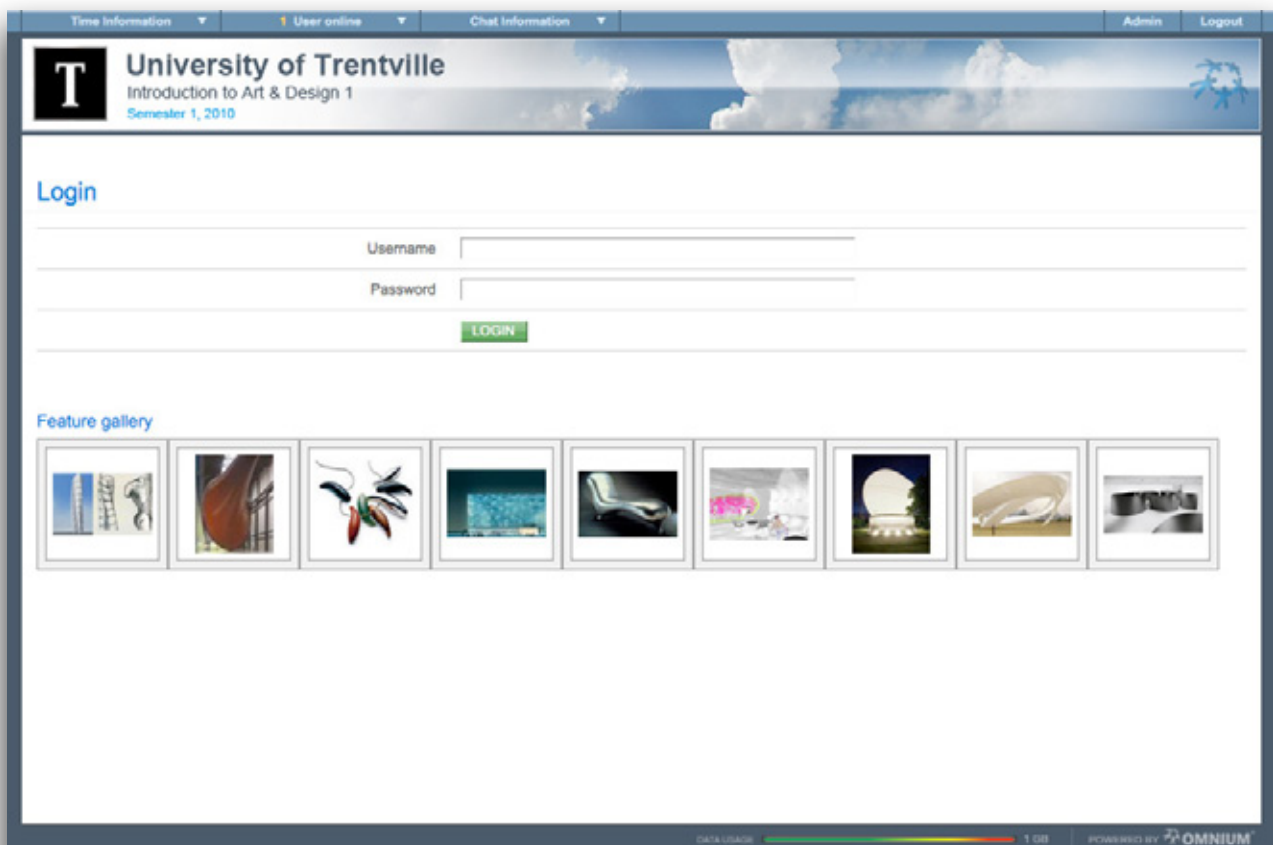 Time Information ▼ 1 User online ▼ Chat Information ▼ Admin Logout
T
University of Trentville
Introduction to Art & Design 1
Semester 1, 2010
Login
Username
Password
LOGIN
Feature gallery
DATA USAGE 1 GB POWERED BY OMNIUM